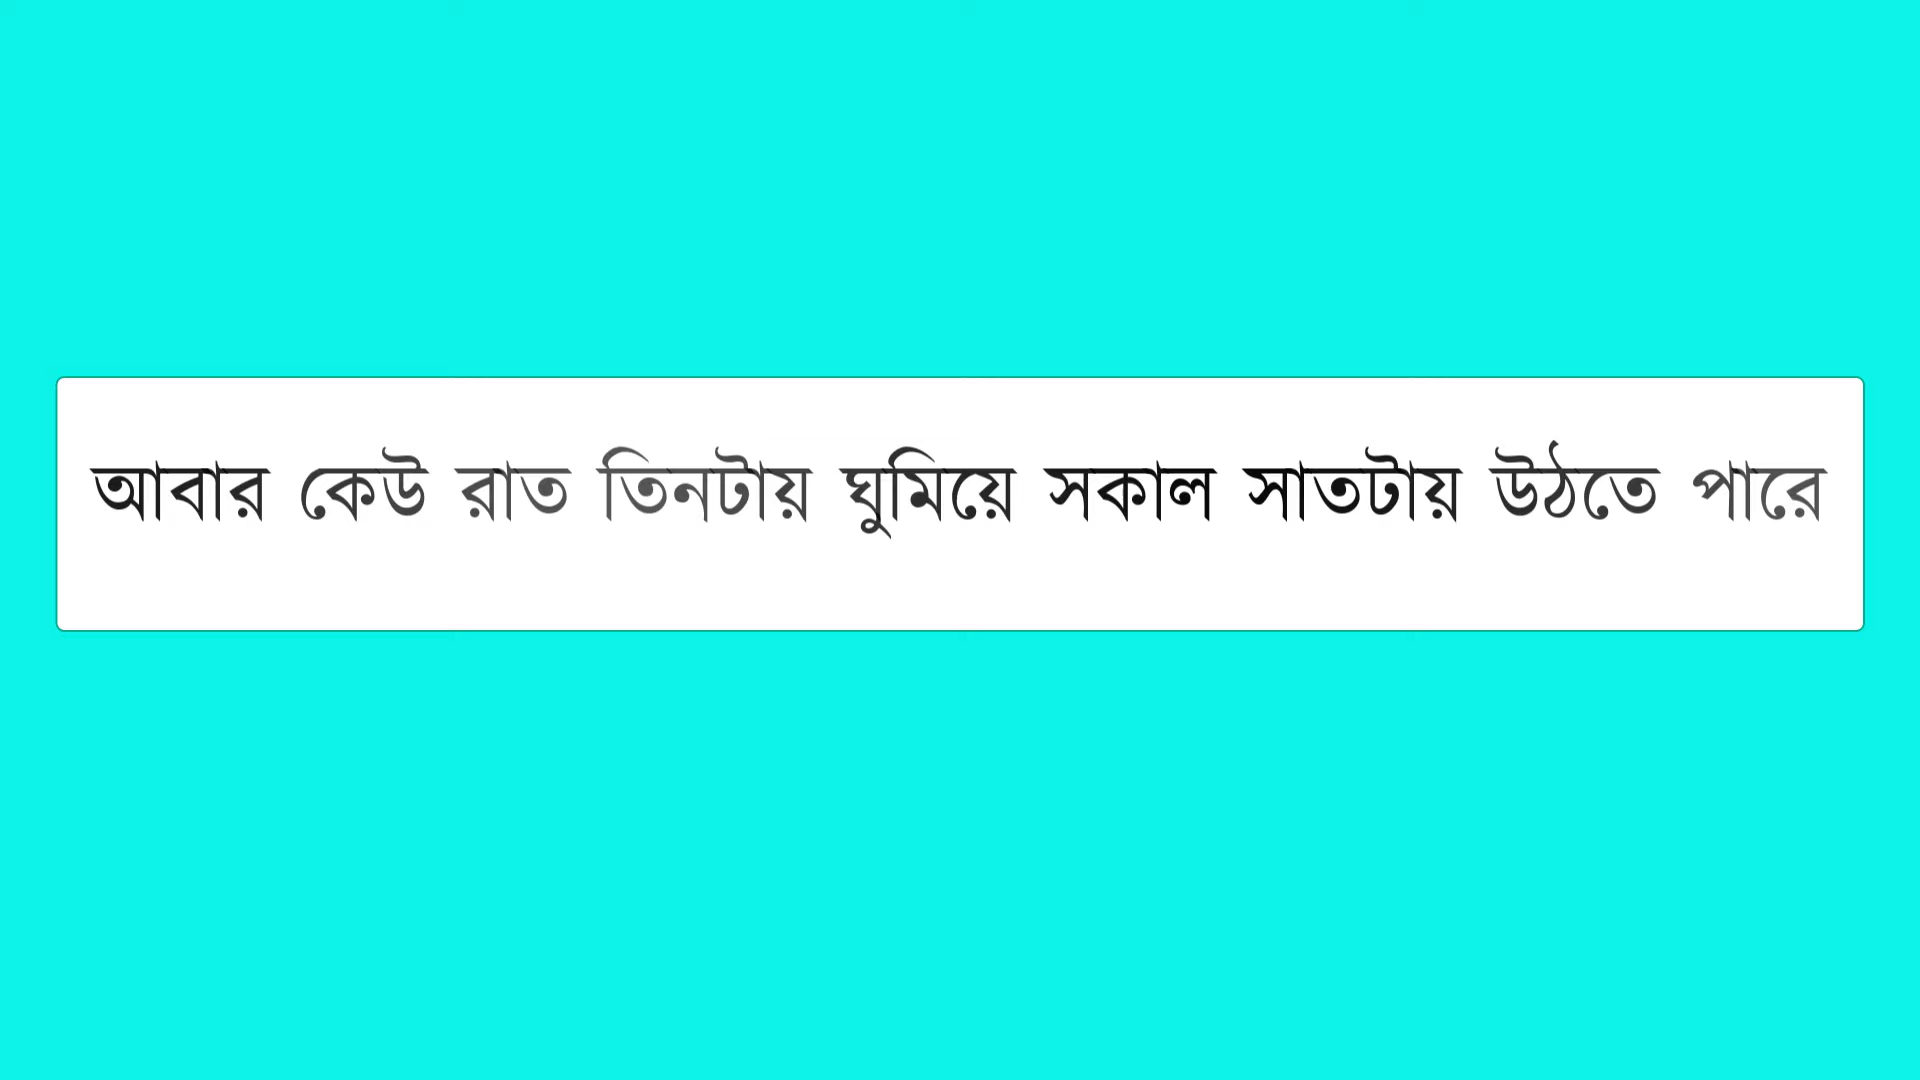 আবার কেউ রাত তিনটায় ঘুমিয়ে সকাল সাতটায় উঠতে পারে